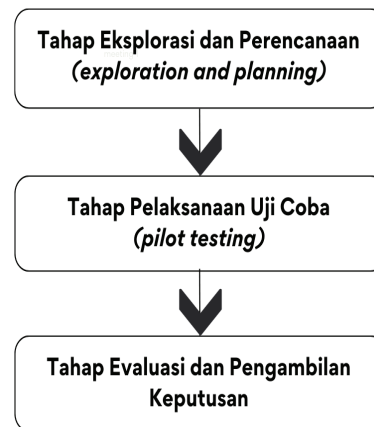 Tahap Eksplorasi dan Perencanaan
(exploration and planning)
Tahap Pelaksanaan Uji Coba
(pilot testing)
Tahap Evaluasi dan Pengambilan
Keputusan